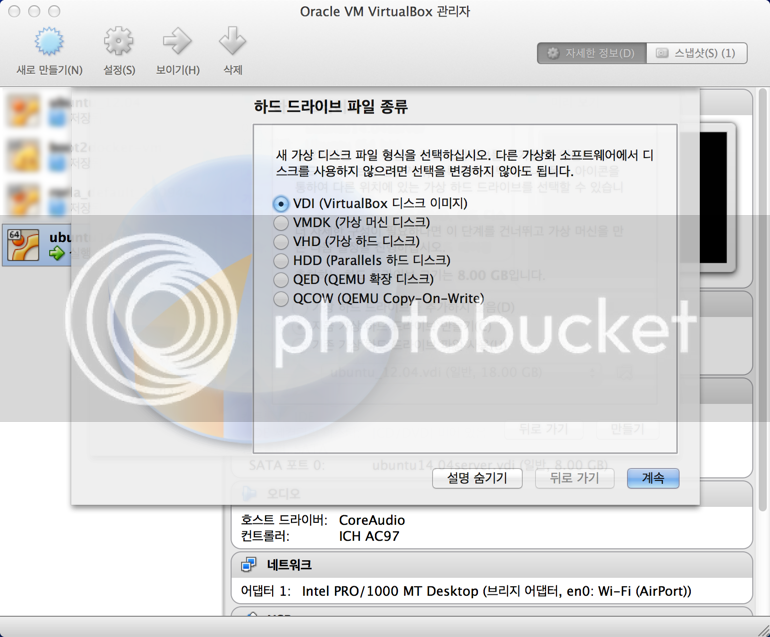 Oracle VM VirtualBox 관리자
새로 만들기(N)
설정(S)
보이기(H)
삭제
자세한 정보(D)
스냅샷(S) (1)
하드 드라이브 파일 종류
새 가상 디스크 파일 형식을 선택하십시오. 다른 가상화 소프트웨어에서 디
스크를 사용하지 않으려면 선택을 변경하지 않아도 됩니다.
VDI (VirtualBox 디스크 이미지)
VMDK (가상 머신 디스크)
VHD (가상 하드 디스크)
HDD (Parallels 하드 디스크)
QED (QEMU 확장 디스크)
QCOW (QEMU Copy-On-Write)
64
ubun
photobucket
뒤로 가기
만들기
SATA 포트 0:
ubuntu14.04server.vdi (일반, 8.00 GB)
설명 숨기기
뒤로 가기
계속
오디오
호스트 드라이버: CoreAudio
컨트롤러: ICH AC97
네트워크
어댑터 1: Intel PRO/1000 MT Desktop (브리지 어댑터, en0: Wi-Fi (AirPort))